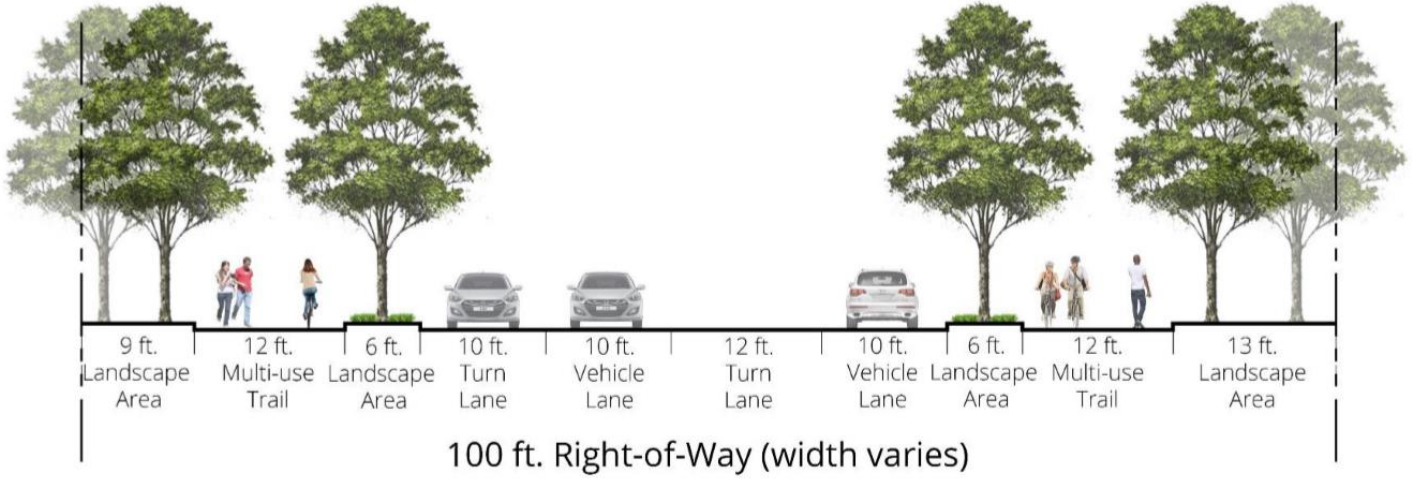 9 ft.
Landscape
Area
12 ft.
Multi-use
Trail
6 ft.
Landscape
Area
10 ft.
Turn
Lane
10 ft.
Vehicle
Lane
12 ft.
Turn
Lane
10 ft.
Vehicle
Lane
6 ft.
Landscape
Area
12 ft.
Multi-use
Trail
13 ft.
Landscape
Area
100 ft. Right-of-Way (width varies)